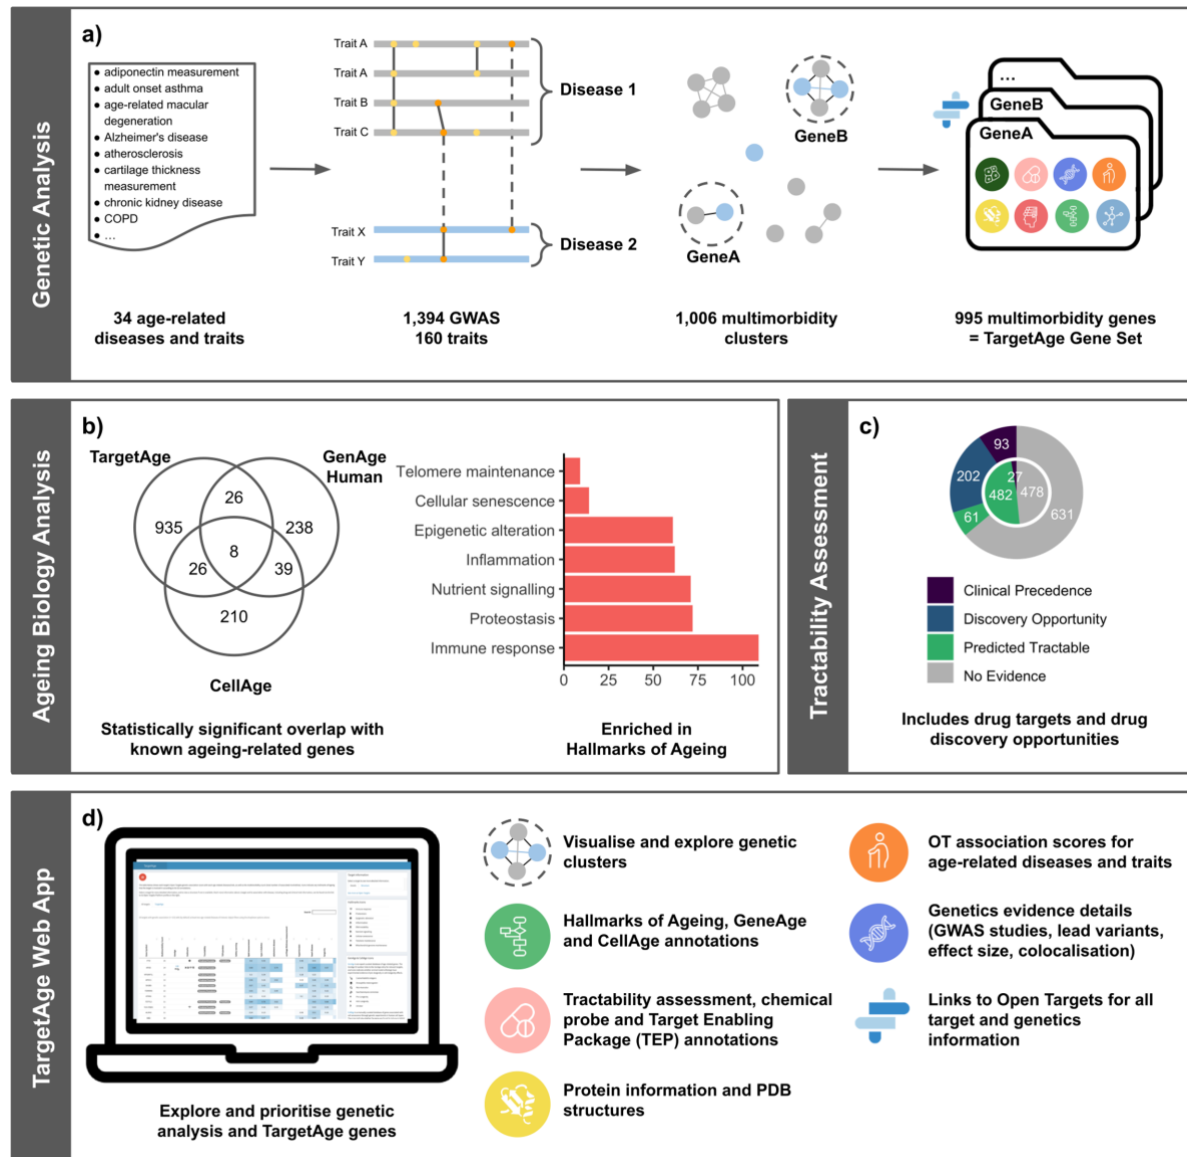 Genetic Analysis
a)
● adiponectin measurement
● adult onset asthma
● age-related macular
degeneration
● Alzheimer's disease
● atherosclerosis
● cartilage thickness
measurement
● chronic kidney disease
● COPD
● ...
34 age-related
diseases and traits
Trait A
Trait A
Trait B
Trait C
Disease 1
Trait X
Trait Y
Disease 2
1,394 GWAS
160 traits
GeneB
GeneA
1,006 multimorbidity
clusters
...
GeneB
GeneA
995 multimorbidity genes
= TargetAge Gene Set
Ageing Biology Analysis
b)
TargetAge
GenAge
Human
26
935
238
8
26
39
210
CellAge
Statistically significant overlap with
known ageing-related genes
Telomere maintenance
Cellular senescence
Epigenetic alteration
Inflammation
Nutrient signalling
Proteostasis
Immune response
0 25 50 75 100
Enriched in
Hallmarks of Ageing
Tractability Assessment
c)
93
202
27
482
478
61
631
Clinical Precedence
Discovery Opportunity
Predicted Tractable
No Evidence
Includes drug targets and drug
discovery opportunities
TargetAge Web App
d)
Explore and prioritise genetic
analysis and TargetAge genes
Visualise and explore genetic
clusters
Hallmarks of Ageing, GeneAge
and CellAge annotations
Tractability assessment, chemical
probe and Target Enabling
Package (TEP) annotations
Protein information and PDB
structures
OT association scores for
age-related diseases and traits
Genetics evidence details
(GWAS studies, lead variants,
effect size, colocalisation)
Links to Open Targets for all
target and genetics
information